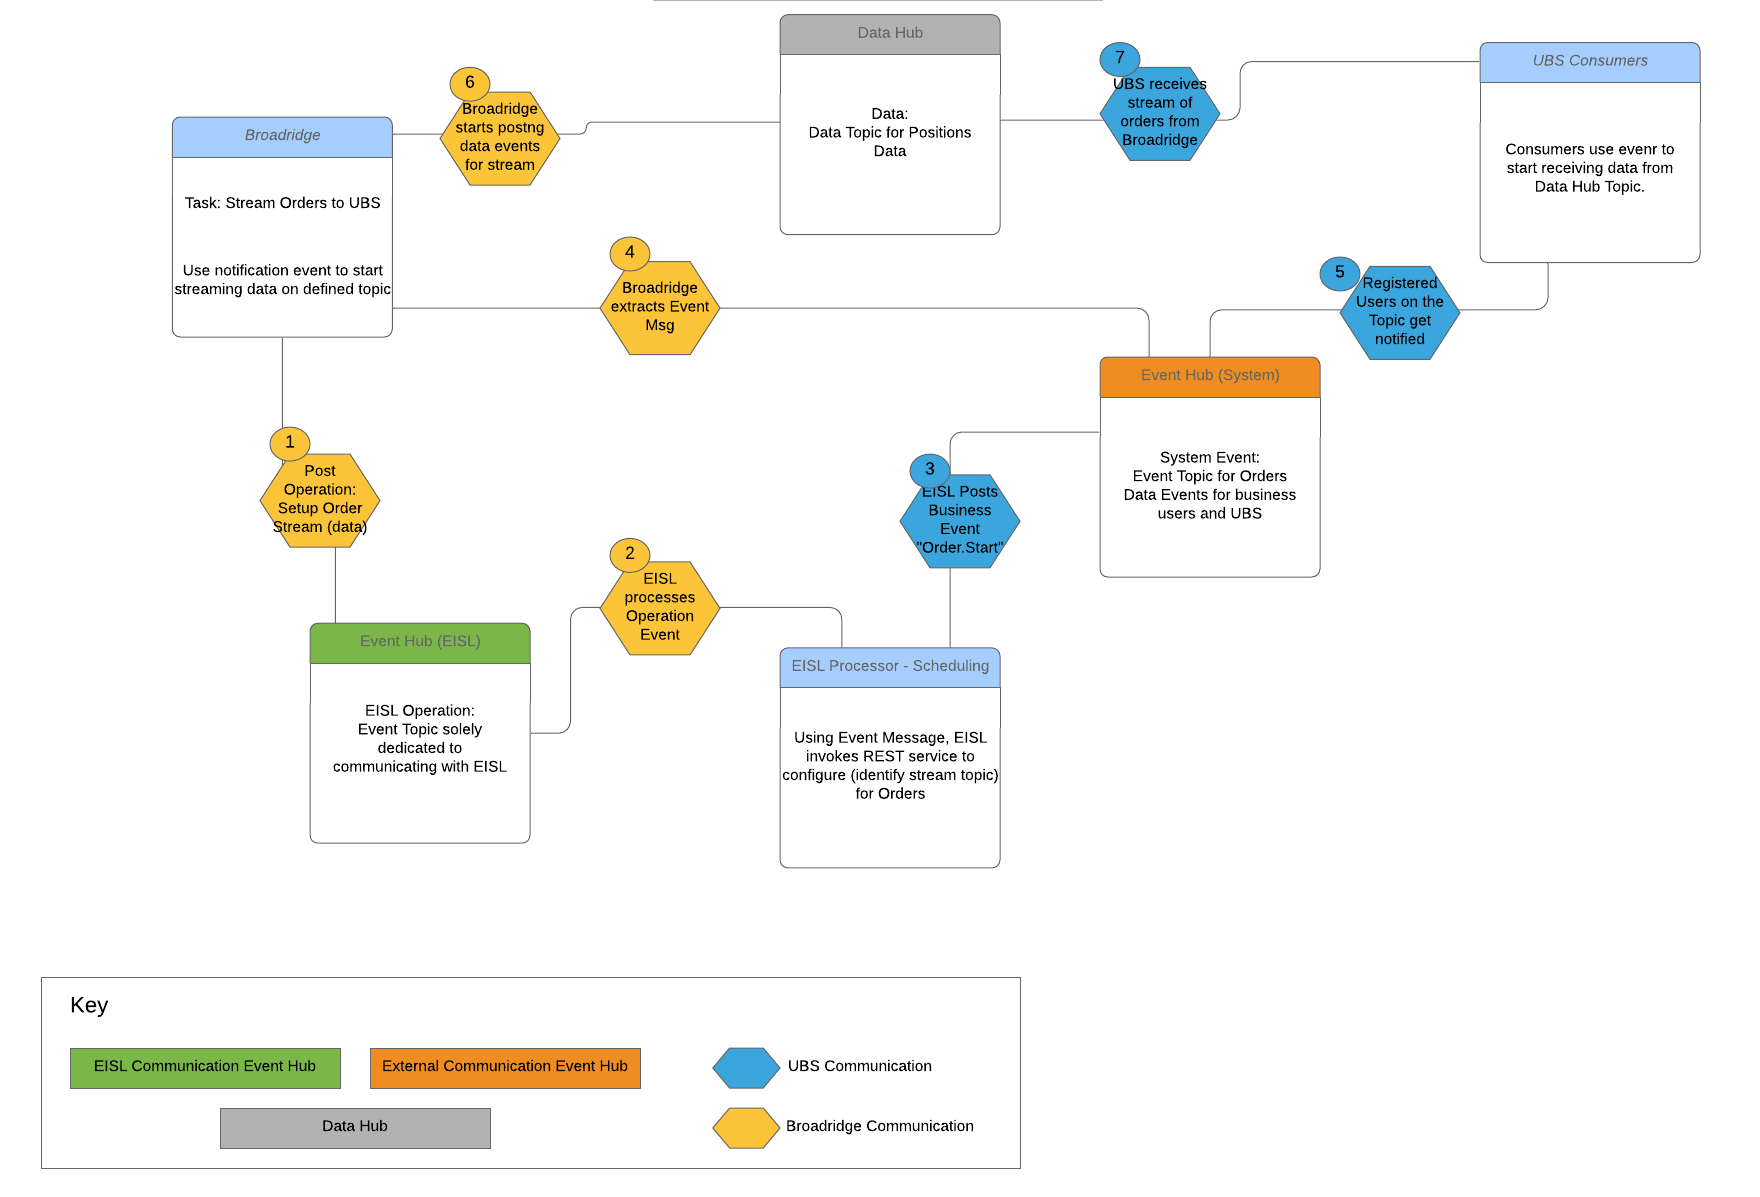 Data Hub
Data:
Data Topic for Positions
Data
7
UBS receives
stream of
orders from
Broadridge
UBS Consumers
Consumers use evenr to
start receiving data from
Data Hub Topic.
6
Broadridge
starts postng
data events
for stream
Broadridge
Task: Stream Orders to UBS
Use notification event to start
streaming data on defined topic
4
Broadridge
extracts Event
Msg
5
Registered
Users on the
Topic get
notified
Event Hub (System)
System Event:
Event Topic for Orders
Data Events for business
users and UBS
1
Post
Operation:
Setup Order
Stream (data)
3
EISL Posts
Business
Event
"Order.Start"
2
EISL
processes
Operation
Event
Event Hub (EISL)
EISL Operation:
Event Topic solely
dedicated to
communicating with EISL
EISL Processor - Scheduling
Using Event Message, EISL
invokes REST service to
configure (identify stream topic)
for Orders
Key
EISL Communication Event Hub
External Communication Event Hub
UBS Communication
Data Hub
Broadridge Communication